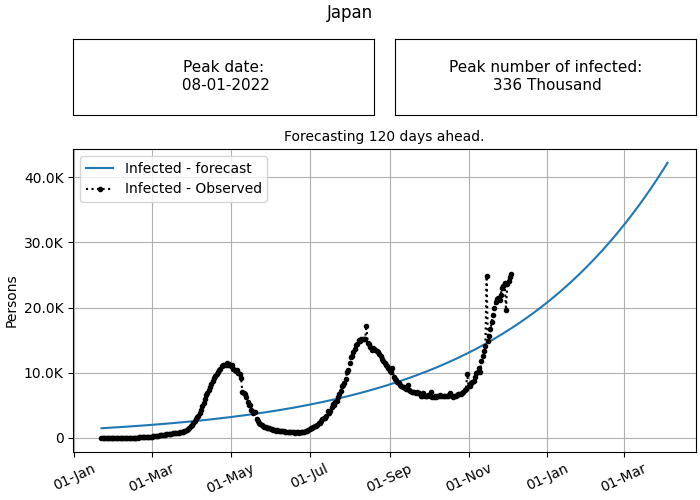 Japan
Peak date:
08-01-2022
Peak number of infected:
336 Thousand
Forecasting 120 days ahead.
Infected - forecast
Infected - Observed
Persons
40.0K
30.0K
20.0K
10.0K
0
01-Jan
01-Mar
01-May
01-Jul
01-Sep
01-Nov
01-Jan
01-Mar